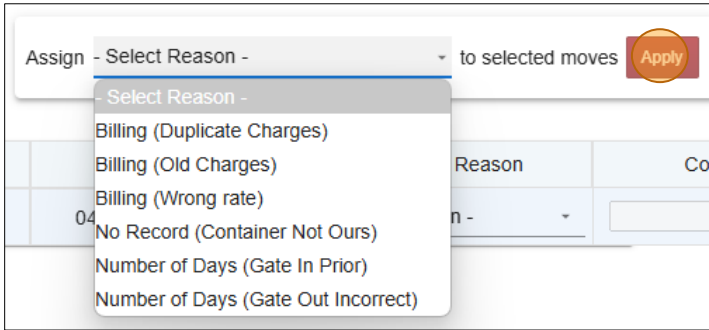 Assign - Select Reason - to selected moves Apply
- Select Reason -
Billing (Duplicate Charges)
Billing (Old Charges)
Reason Co
Billing (Wrong rate)
04 n -
No Record (Container Not Ours)
Number of Days (Gate In Prior)
Number of Days (Gate Out Incorrect)